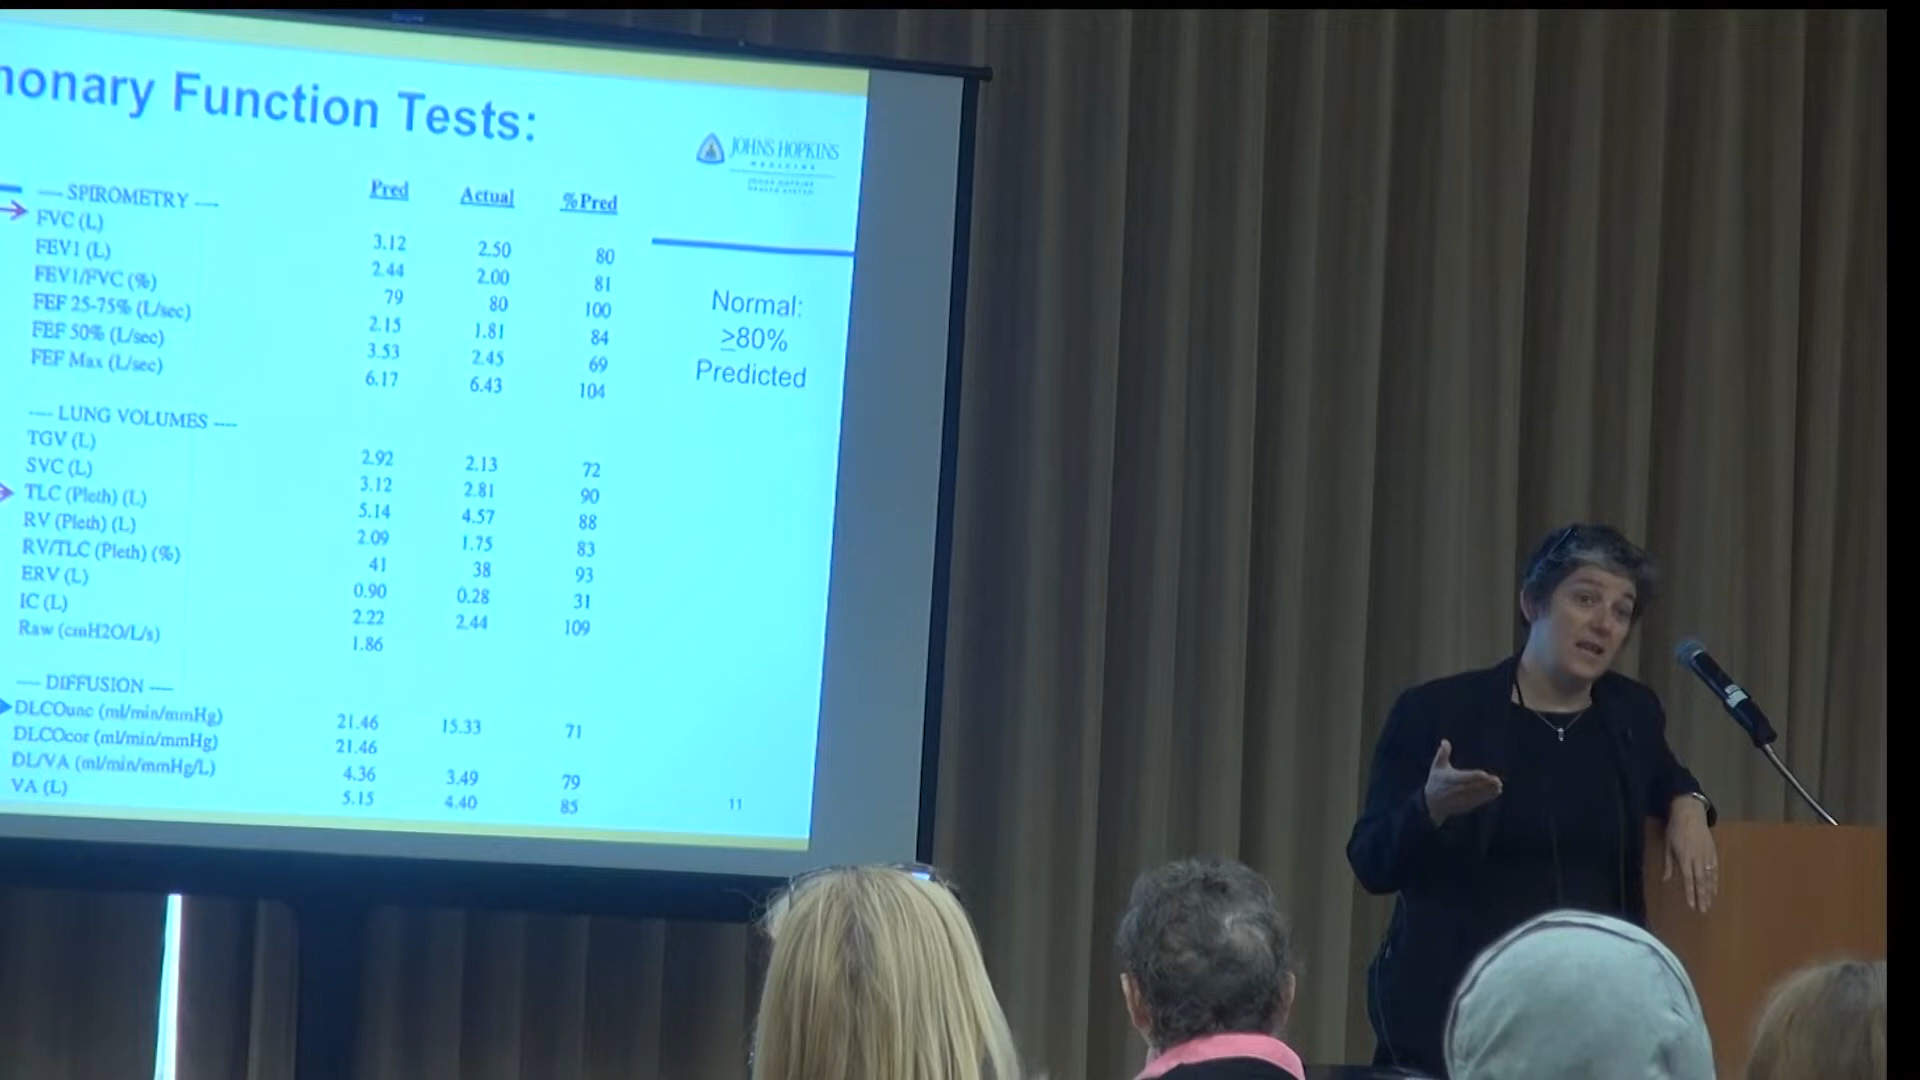 monary Function Tests:
JOHNS HOPKINS
MEDICINE
JOHNS HOPKINS
HEALTH SYSTEM
---- SPIROMETRY ---- Pred Actual %Pred
FVC (L) 3.12 2.50 80
FEV1 (L) 2.44 2.00 81
FEV1/FVC (%) 79 80 100
FEF 25-75% (L/sec) 2.15 1.81 84
FEF 50% (L/sec) 3.53 2.45 69
FEF Max (L/sec) 6.17 6.43 104
Normal:
≥80%
Predicted
---- LUNG VOLUMES ----
TGV (L) 2.92 2.13 72
SVC (L) 3.12 2.81 90
TLC (Pleth) (L) 5.14 4.57 88
RV (Pleth) (L) 2.09 1.75 83
RV/TLC (Pleth) (%) 41 38 93
ERV (L) 0.90 0.28 31
IC (L) 2.22 2.44 109
Raw (cmH2O/L/s) 1.86
---- DIFFUSION ----
DLCOunc (ml/min/mmHg) 21.46 15.33 71
DLCOcor (ml/min/mmHg) 21.46
DL/VA (ml/min/mmHg/L) 4.36 3.49 79
VA (L) 5.15 4.40 85
11